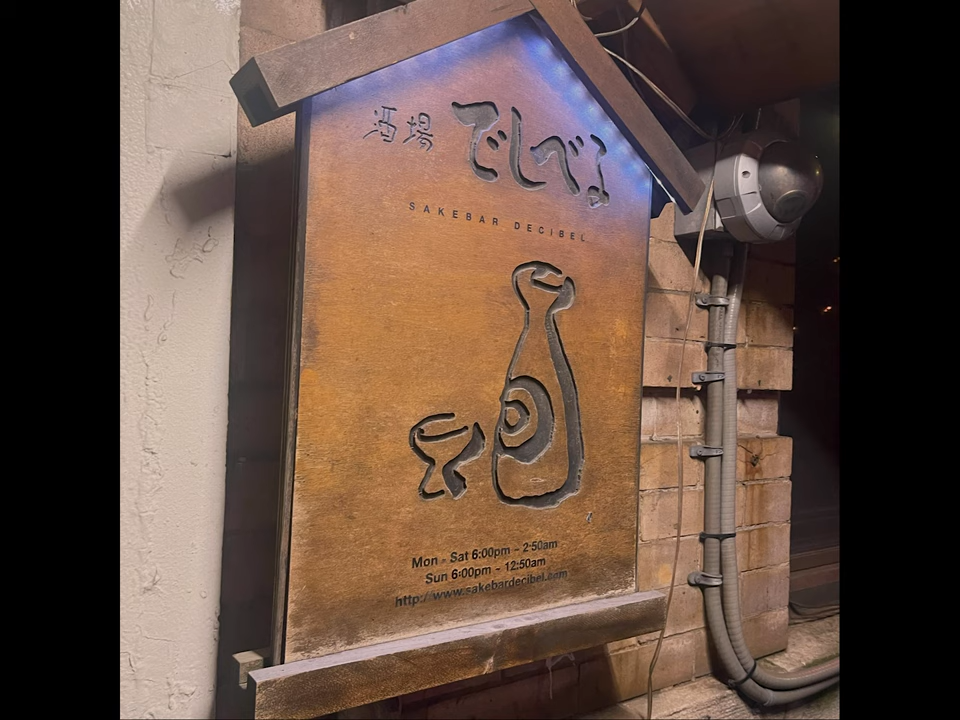 酒場 でしべる
SAKEBAR DECIBEL
Mon - Sat 6:00pm - 2:50am
Sun 6:00pm - 12:50am
http://www.sakebardecibel.com